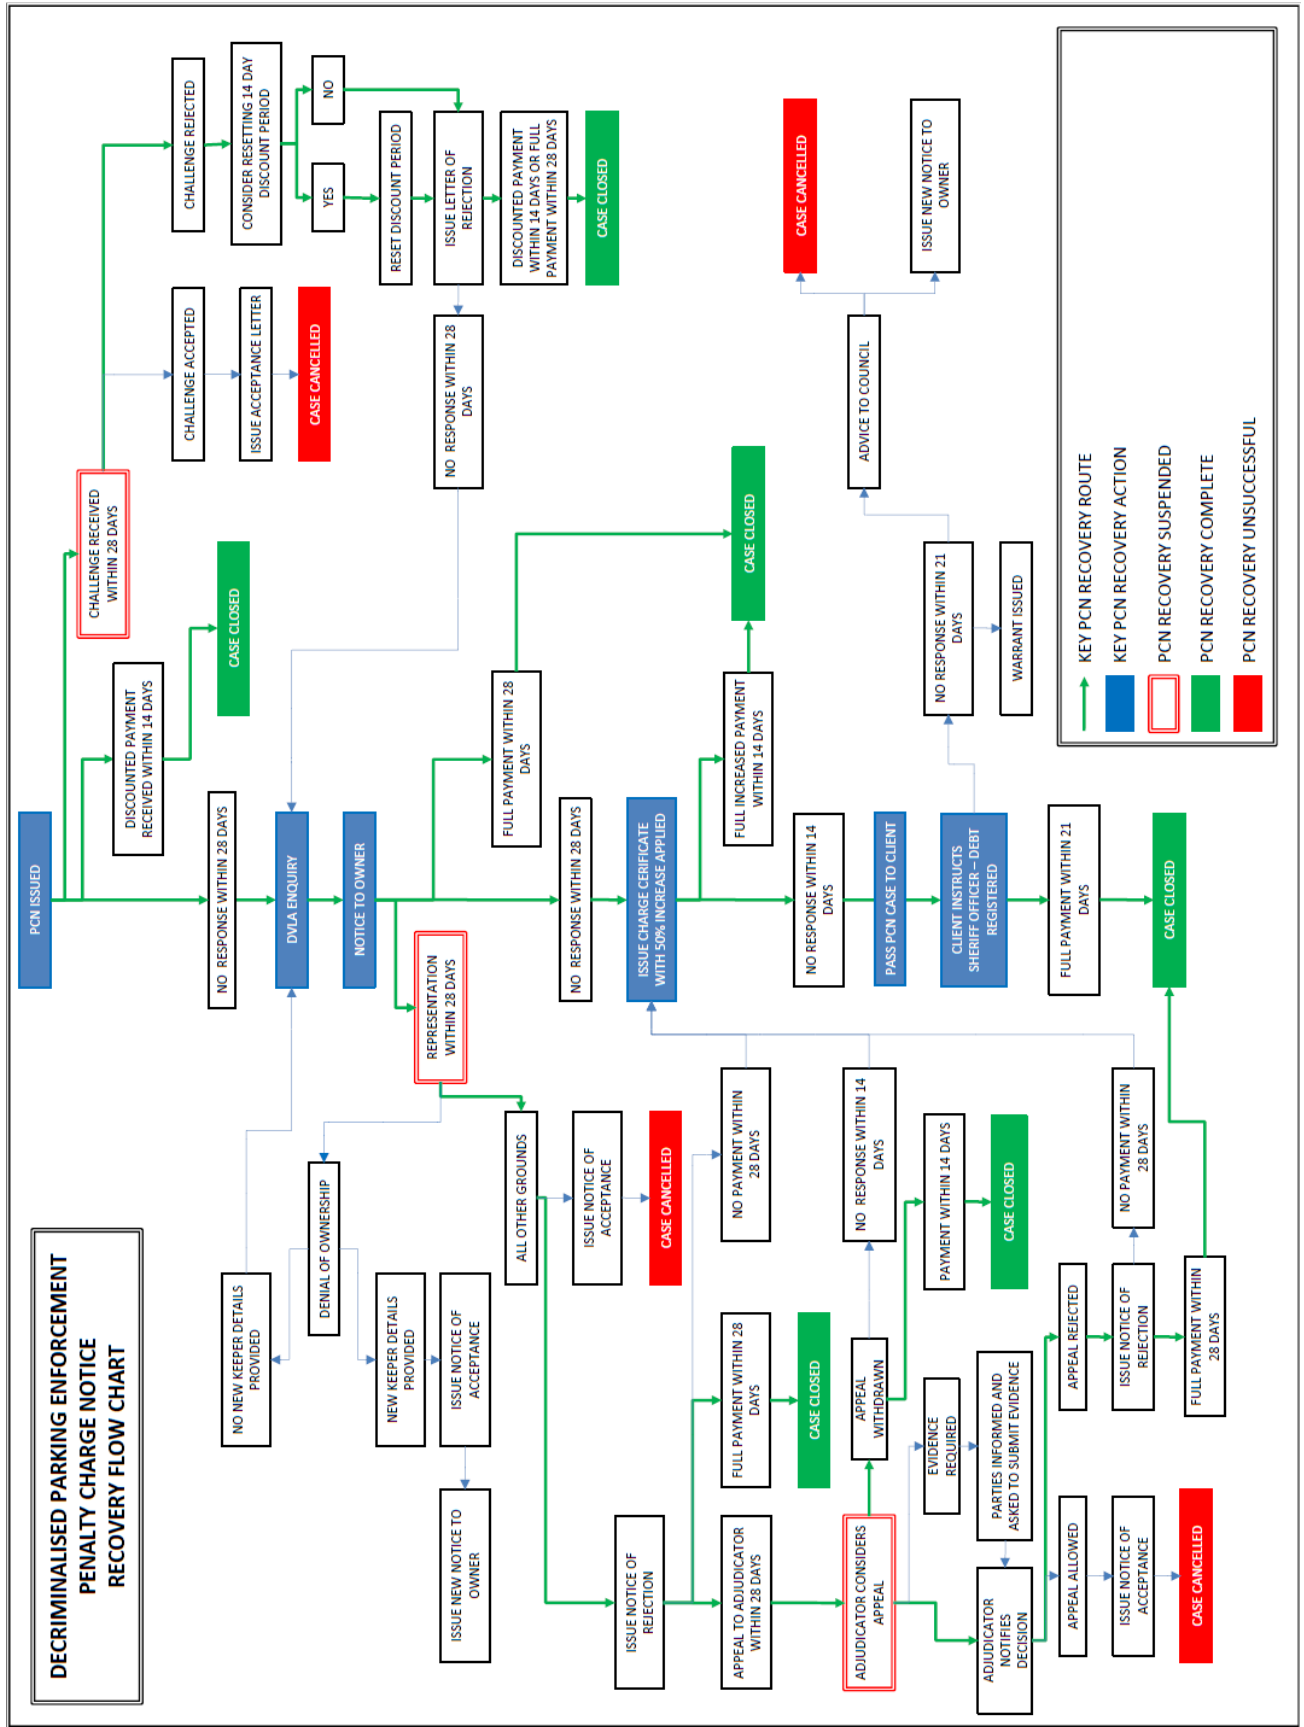 DECRIMINALISED PARKING ENFORCEMENT
PENALTY CHARGE NOTICE
RECOVERY FLOW CHART
PCN ISSUED
DISCOUNTED PAYMENT
RECEIVED WITHIN 14 DAYS
CASE CLOSED
CHALLENGE RECEIVED
WITHIN 28 DAYS
CHALLENGE ACCEPTED
ISSUE ACCEPTANCE LETTER
CASE CANCELLED
CHALLENGE REJECTED
CONSIDER RESETTING 14 DAY
DISCOUNT PERIOD
YES
NO
RESET DISCOUNT PERIOD
ISSUE LETTER OF
REJECTION
DISCOUNTED PAYMENT
WITHIN 14 DAYS OR FULL
PAYMENT WITHIN 28 DAYS
CASE CLOSED
NO RESPONSE WITHIN 28
DAYS
NO RESPONSE WITHIN 28 DAYS
DVLA ENQUIRY
NOTICE TO OWNER
REPRESENTATION
WITHIN 28 DAYS
NO NEW KEEPER DETAILS
PROVIDED
DENIAL OF OWNERSHIP
NEW KEEPER DETAILS
PROVIDED
ISSUE NOTICE OF
ACCEPTANCE
ISSUE NEW NOTICE TO
OWNER
ALL OTHER GROUNDS
ISSUE NOTICE OF
ACCEPTANCE
CASE CANCELLED
FULL PAYMENT WITHIN 28
DAYS
CASE CLOSED
NO RESPONSE WITHIN 28 DAYS
ISSUE CHARGE CERIFICATE
WITH 50% INCREASE APPLIED
FULL INCREASED PAYMENT
WITHIN 14 DAYS
NO RESPONSE WITHIN 14
DAYS
PASS PCN CASE TO CLIENT
CLIENT INSTRUCTS
SHERIFF OFFICER – DEBT
REGISTERED
FULL PAYMENT WITHIN 21
DAYS
CASE CLOSED
NO RESPONSE WITHIN 21
DAYS
WARRANT ISSUED
ADVICE TO COUNCIL
CASE CANCELLED
ISSUE NEW NOTICE TO
OWNER
ISSUE NOTICE OF
REJECTION
NO PAYMENT WITHIN
28 DAYS
FULL PAYMENT WITHIN 28
DAYS
CASE CLOSED
APPEAL TO ADJUDICATOR
WITHIN 28 DAYS
ADJUDICATOR CONSIDERS
APPEAL
APPEAL
WITHDRAWN
NO RESPONSE WITHIN 14
DAYS
PAYMENT WITHIN 14 DAYS
CASE CLOSED
EVIDENCE
REQUIRED
PARTIES INFORMED AND
ASKED TO SUBMIT EVIDENCE
ADJUDICATOR
NOTIFIES
DECISION
APPEAL ALLOWED
ISSUE NOTICE OF
ACCEPTANCE
CASE CANCELLED
APPEAL REJECTED
ISSUE NOTICE OF
REJECTION
NO PAYMENT WITHIN
28 DAYS
FULL PAYMENT WITHIN
28 DAYS
KEY PCN RECOVERY ROUTE
KEY PCN RECOVERY ACTION
PCN RECOVERY SUSPENDED
PCN RECOVERY COMPLETE
PCN RECOVERY UNSUCCESSFUL